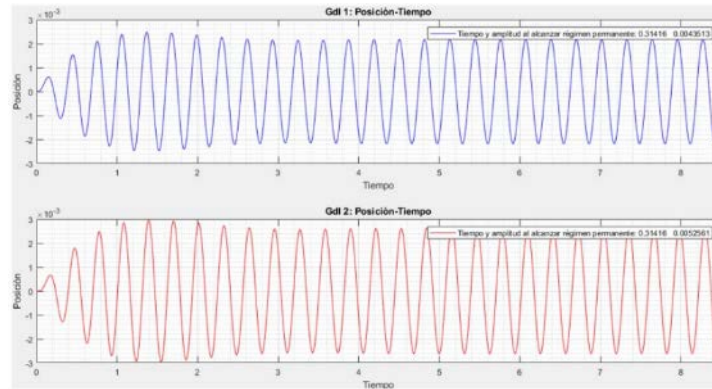 Gdl 1: Posición-Tiempo
×10⁻³
3
2
1
0
-1
-2
-3
Posición
Tiempo y amplitud al alcanzar régimen permanente: 0.31416 0.0043513
0 1 2 3 4 5 6 7 8
Tiempo
Gdl 2: Posición-Tiempo
×10⁻³
3
2
1
0
-1
-2
-3
Posición
Tiempo y amplitud al alcanzar régimen permanente: 0.31416 0.0052561
0 1 2 3 4 5 6 7 8
Tiempo